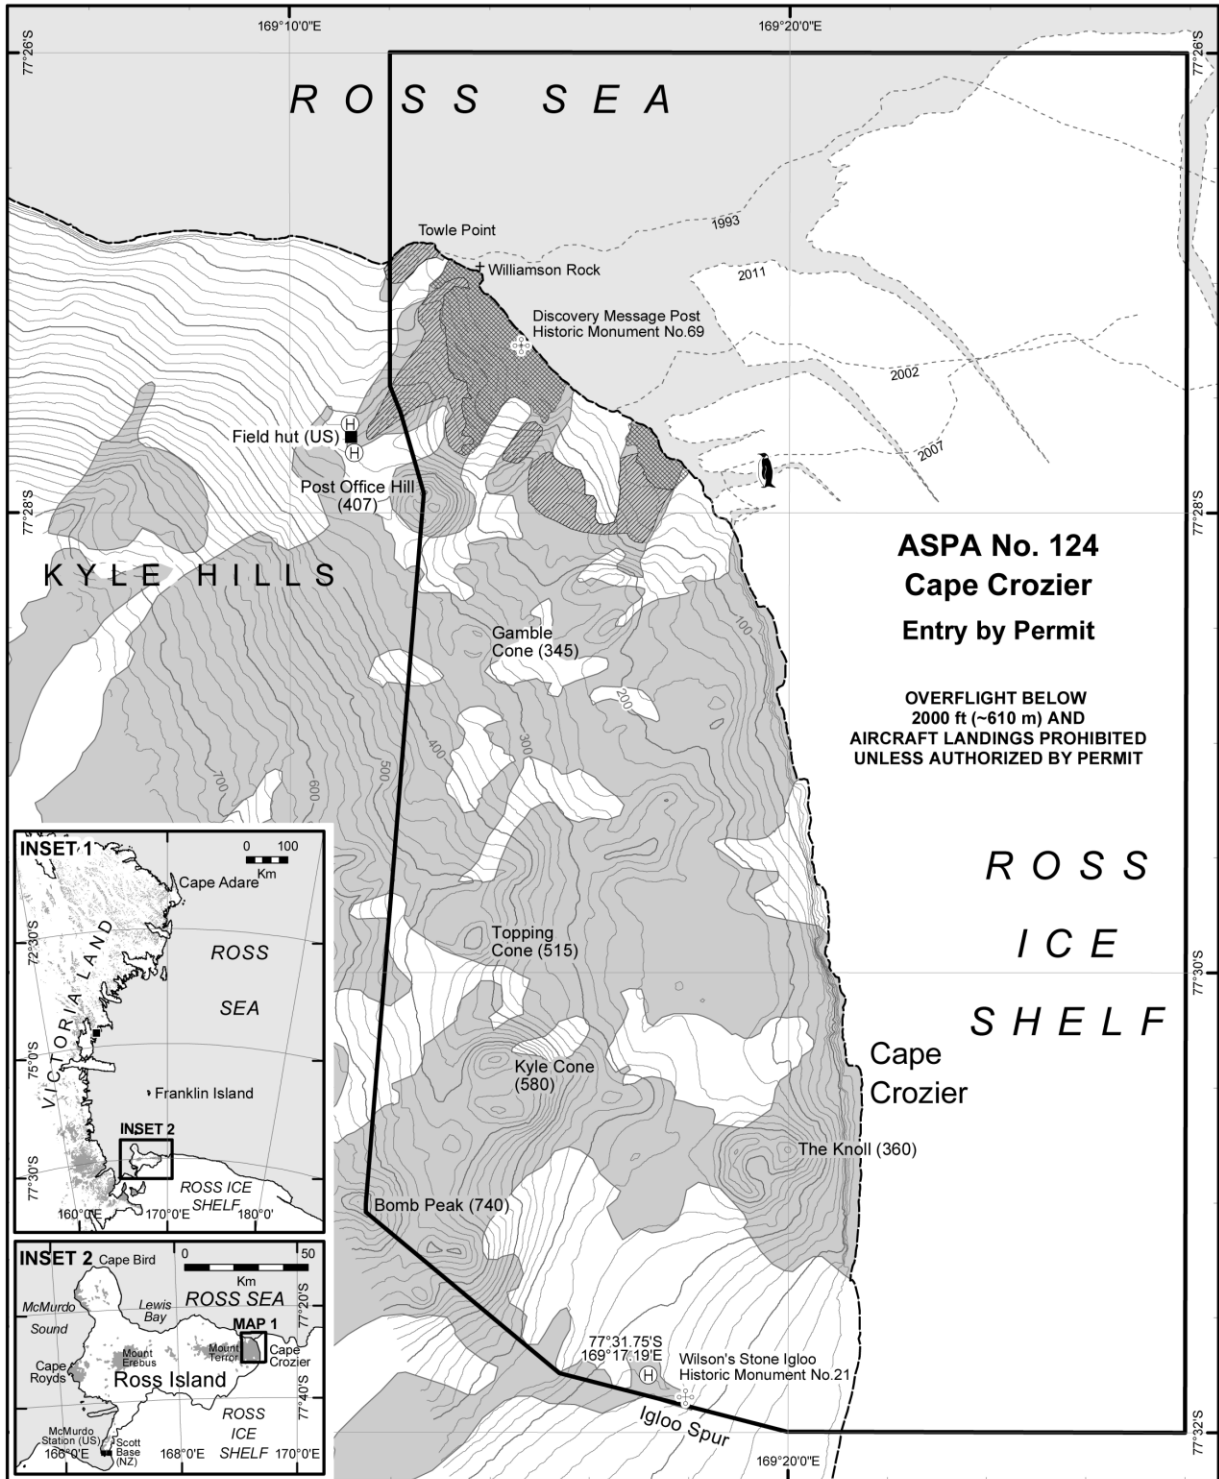 169°10'0"E
169°20'0"E
77°26'S
77°26'S
ROSS SEA
1993
Towle Point
Williamson Rock
2011
Discovery Message Post
Historic Monument No.69
2002
2007
H
Field hut (US)
H
Post Office Hill
(407)
77°28'S
77°28'S
ASPA No. 124
Cape Crozier
Entry by Permit
KYLE HILLS
100
Gamble
Cone (345)
200
OVERFLIGHT BELOW
2000 ft (~610 m) AND
AIRCRAFT LANDINGS PROHIBITED
UNLESS AUTHORIZED BY PERMIT
300
400
500
600
700
ROSS
ICE
SHELF
Topping
Cone (515)
77°30'S
Kyle Cone
(580)
Cape
Crozier
The Knoll (360)
Bomb Peak (740)
77°31.75'S
169°17.19'E
H
Wilson's Stone Igloo
Historic Monument No.21
Igloo Spur
77°32'S
169°20'0"E
INSET 1
0 100
Km
Cape Adare
72°30'S
ROSS
SEA
VICTORIA LAND
75°0'S
Franklin Island
INSET 2
77°30'S
ROSS ICE
SHELF
160°0'E
170°0'E
180°0'
INSET 2
Cape Bird
0 50
Km
McMurdo
Sound
Lewis
Bay
ROSS SEA
77°20'S
MAP 1
Mount
Erebus
Mount
Terror
Cape
Crozier
Cape
Royds
Ross Island
77°40'S
ROSS
ICE
SHELF
McMurdo
Station (US)
Scott
Base
(NZ)
166°0'E
168°0'E
170°0'E